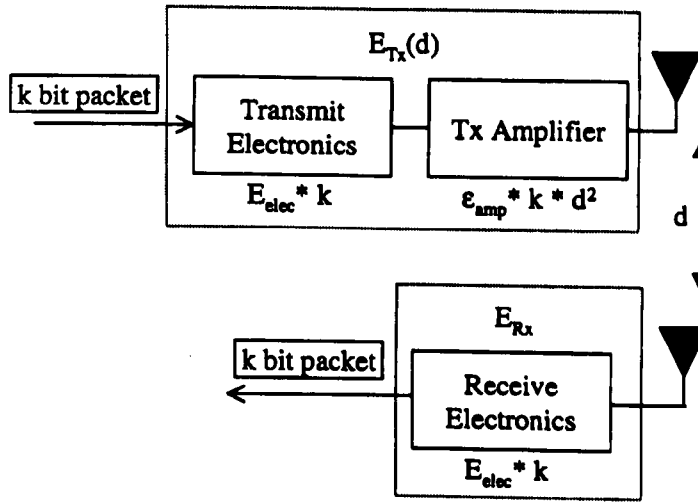 E_Tx(d)
k bit packet
Transmit
Electronics
Tx Amplifier
E_elec * k
ε_amp * k * d²
d
E_Rx
k bit packet
Receive
Electronics
E_elec * k